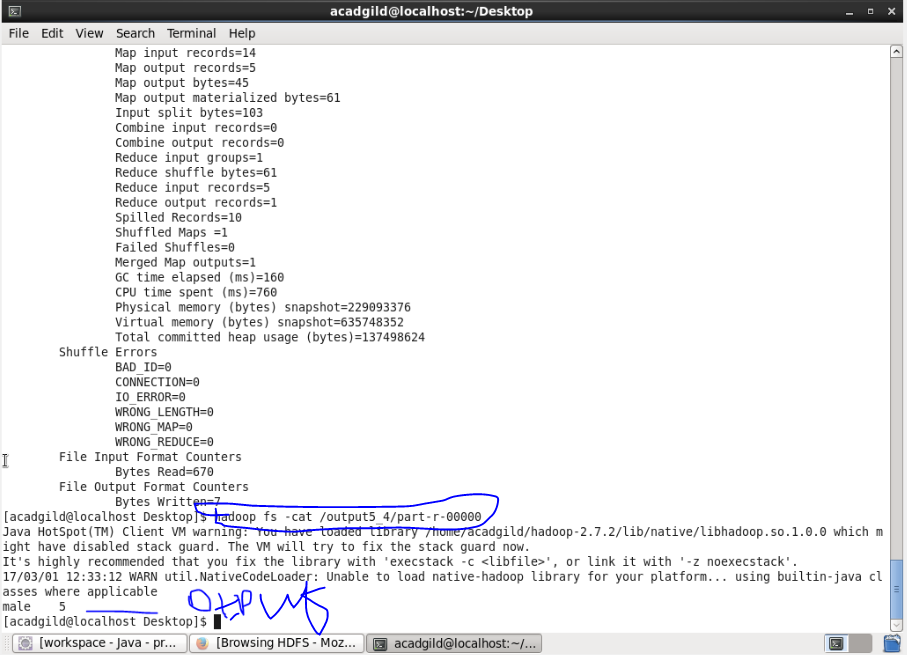 acadgild@localhost:~/Desktop
File Edit View Search Terminal Help
Map input records=14
Map output records=5
Map output bytes=45
Map output materialized bytes=61
Input split bytes=103
Combine input records=0
Combine output records=0
Reduce input groups=1
Reduce shuffle bytes=61
Reduce input records=5
Reduce output records=1
Spilled Records=10
Shuffled Maps =1
Failed Shuffles=0
Merged Map outputs=1
GC time elapsed (ms)=160
CPU time spent (ms)=760
Physical memory (bytes) snapshot=229093376
Virtual memory (bytes) snapshot=635748352
Total committed heap usage (bytes)=137498624
Shuffle Errors
BAD_ID=0
CONNECTION=0
IO_ERROR=0
WRONG_LENGTH=0
WRONG_MAP=0
WRONG_REDUCE=0
File Input Format Counters
Bytes Read=670
File Output Format Counters
Bytes Written=7
[acadgild@localhost Desktop]$ hadoop fs -cat /output5_4/part-r-00000
Java HotSpot(TM) Client VM warning: You have loaded library /home/acadgild/hadoop-2.7.2/lib/native/libhadoop.so.1.0.0 which m
ight have disabled stack guard. The VM will try to fix the stack guard now.
It's highly recommended that you fix the library with 'execstack -c <libfile>', or link it with '-z noexecstack'.
17/03/01 12:33:12 WARN util.NativeCodeLoader: Unable to load native-hadoop library for your platform... using builtin-java cl
asses where applicable
male 5
[acadgild@localhost Desktop]$
[workspace - Java - pr... [Browsing HDFS - Moz... acadgild@localhost:~/...